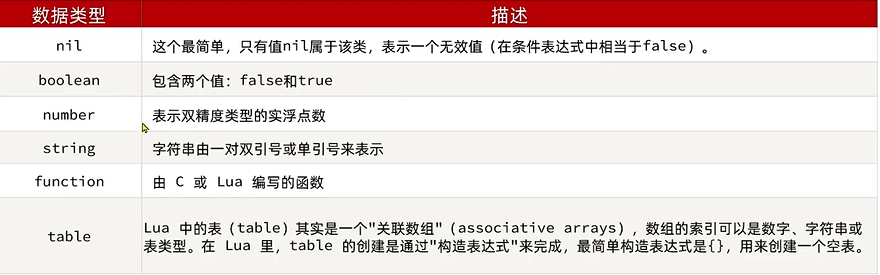 数据类型 描述
nil 这个最简单，只有值nil属于该类，表示一个无效值（在条件表达式中相当于false）。
boolean 包含两个值：false和true
number 表示双精度类型的实浮点数
string 字符串由一对双引号或单引号来表示
function 由 C 或 Lua 编写的函数
table Lua 中的表（table）其实是一个"关联数组"（associative arrays），数组的索引可以是数字、字符串或
表类型。在 Lua 里，table 的创建是通过"构造表达式"来完成，最简单构造表达式是{}，用来创建一个空表。